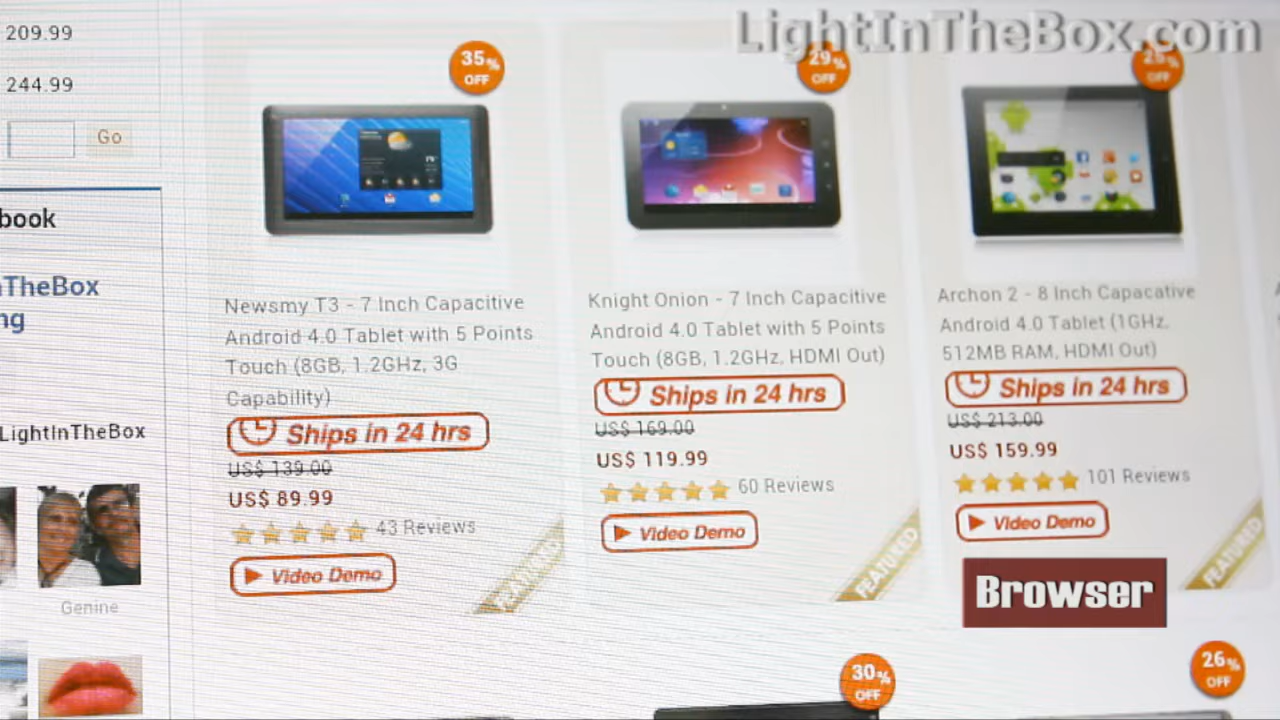 LightInTheBox.com
209.99
244.99
Go
book
nTheBox
ng
LightInTheBox
Genine
35% OFF
Newsmy T3 - 7 Inch Capacitive
Android 4.0 Tablet with 5 Points
Touch (8GB, 1.2GHz, 3G
Capability)
Ships in 24 hrs
US$ 139.00
US$ 89.99
43 Reviews
Video Demo
FEATURED
29% OFF
Knight Onion - 7 Inch Capacitive
Android 4.0 Tablet with 5 Points
Touch (8GB, 1.2GHz, HDMI Out)
Ships in 24 hrs
US$ 169.00
US$ 119.99
60 Reviews
Video Demo
FEATURED
OFF
Archon 2 - 8 Inch Capacative
Android 4.0 Tablet (1GHz,
512MB RAM, HDMI Out)
Ships in 24 hrs
US$ 213.00
US$ 159.99
101 Reviews
Video Demo
FEATURED
Browser
30% OFF
26% OFF